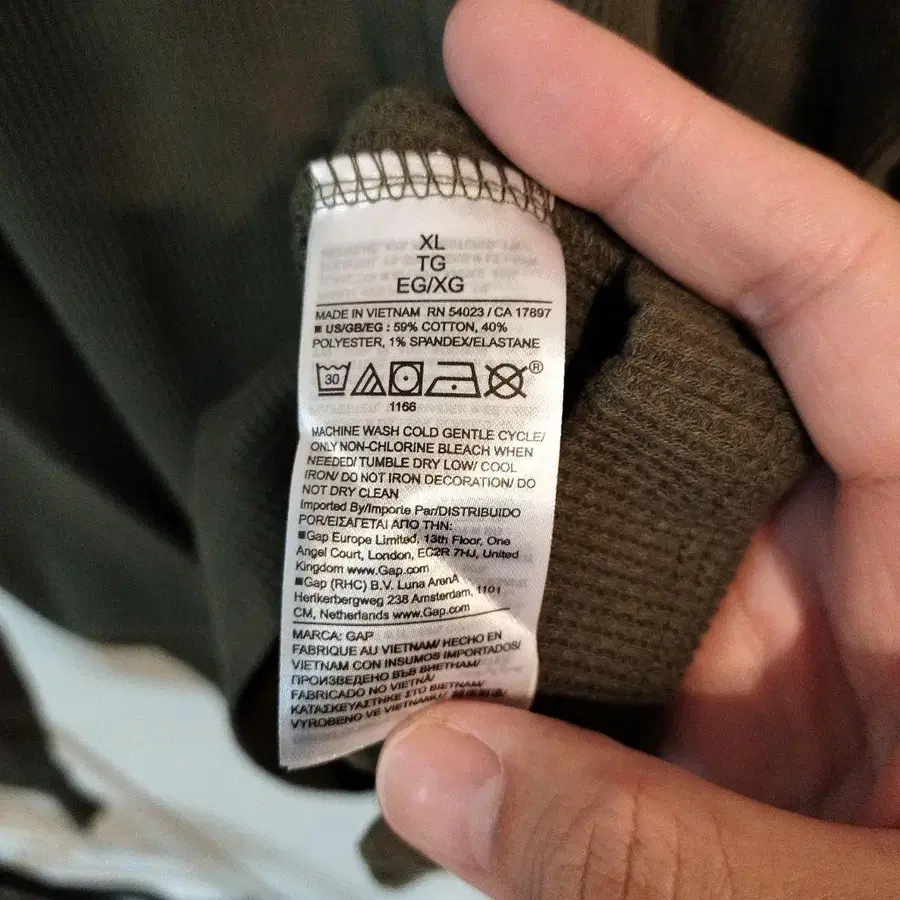 XL
TG
EG/XG
MADE IN VIETNAM RN 54023 / CA 17897
■ US/GB/EG : 59% COTTON, 40%
POLYESTER, 1% SPANDEX/ELASTANE
30 ®
1166
MACHINE WASH COLD GENTLE CYCLE/
ONLY NON-CHLORINE BLEACH WHEN
NEEDED/ TUMBLE DRY LOW/ COOL
IRON/ DO NOT IRON DECORATION/ DO
NOT DRY CLEAN
Imported By/Importe Par/DISTRIBUIDO
POR/ΕΙΣΑΓΕΤΑΙ ΑΠΟ ΤΗΝ:
■Gap Europe Limited, 13th Floor, One
Angel Court, London, EC2R 7HJ, United
Kingdom www.Gap.com
■Gap (RHC) B.V. Luna ArenA
Herikerbergweg 238 Amsterdam, 1101
CM, Netherlands www.Gap.com
MARCA: GAP
FABRIQUE AU VIETNAM/ HECHO EN
VIETNAM CON INSUMOS IMPORTADOS/
ПРОИЗВЕДЕНО ВЪВ ВИЕТНАМ/
FABRICADO NO VIETNÃ/
ΚΑΤΑΣΚΕΥΑΣΤΗΚΕ ΣΤΟ ΒΙΕΤΝΑΜ/
VYROBENO VE VIETNAMU/